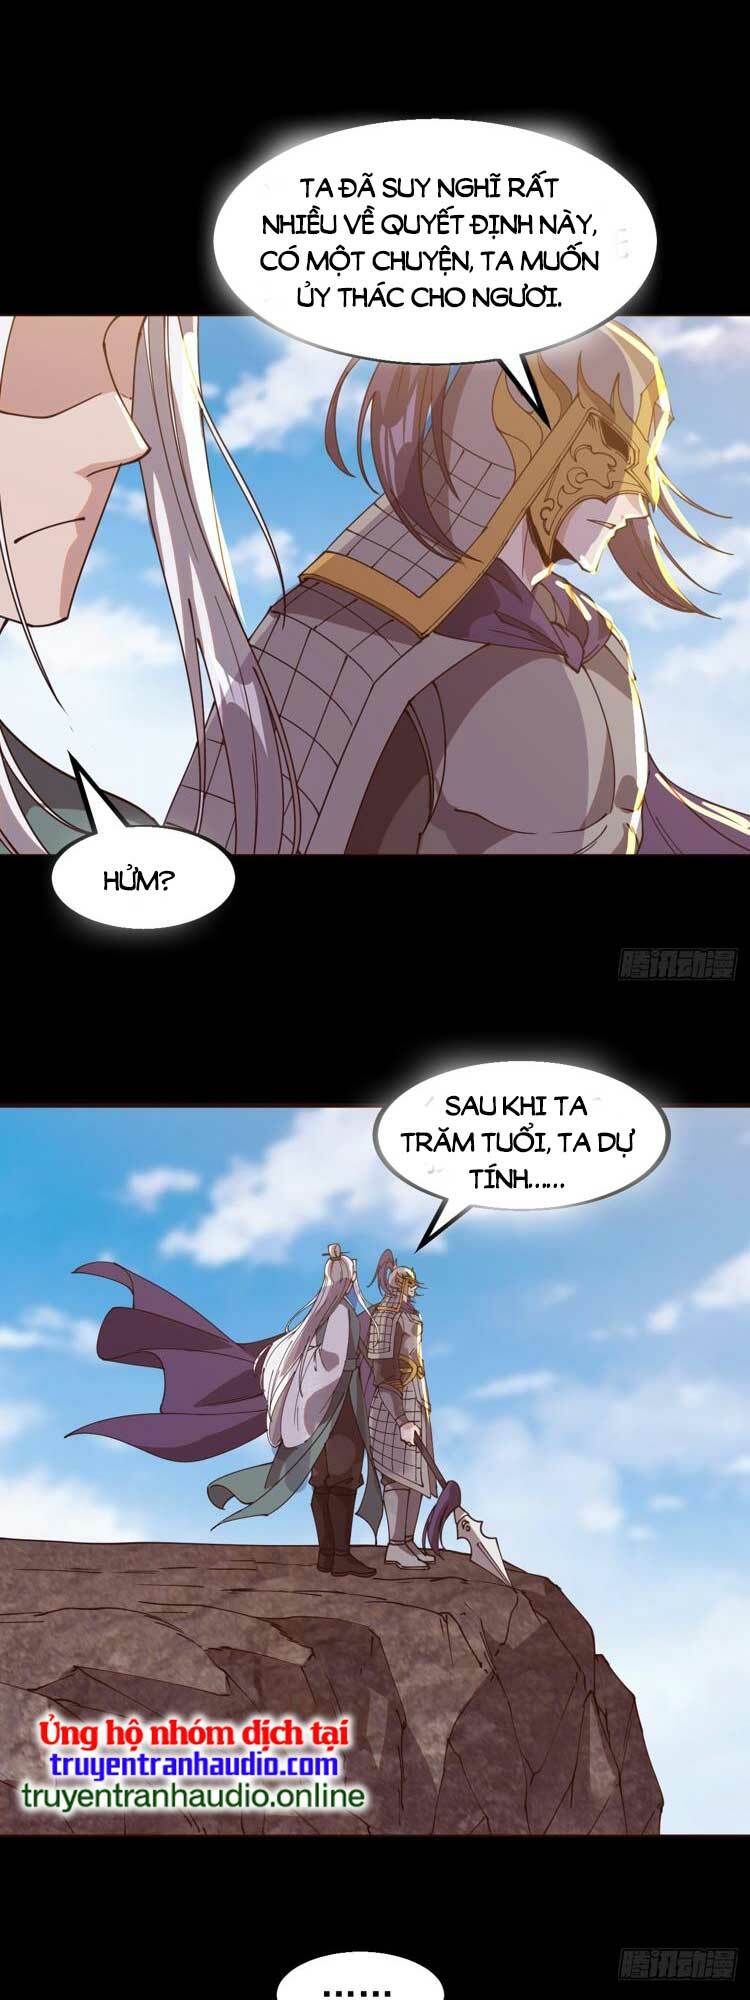 TA ĐÃ SUY NGHĨ RẤT
NHIỀU VỀ QUYẾT ĐỊNH NÀY,
CÓ MỘT CHUYỆN, TA MUỐN
ỦY THÁC CHO NGƯƠI.
HỬM?
腾讯动漫
SAU KHI TA
TRĂM TUỔI, TA DỰ
TÍNH......
Ủng hộ nhóm dịch tại
truyentranhaudio.com
truyentranhaudio.online
腾讯动漫
......